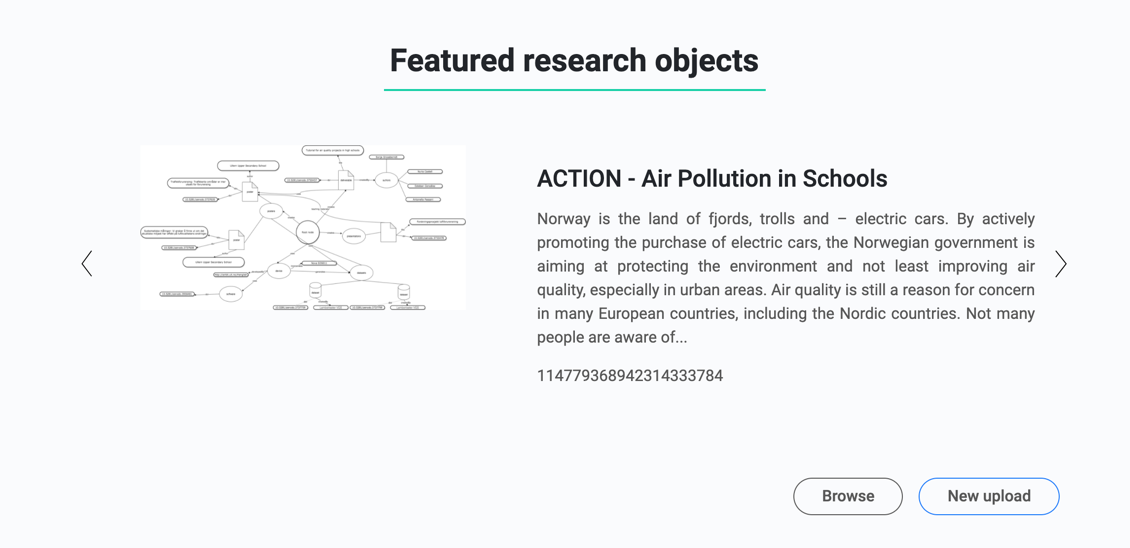 Featured research objects
ACTION - Air Pollution in Schools
Norway is the land of fjords, trolls and – electric cars. By actively
promoting the purchase of electric cars, the Norwegian government is
aiming at protecting the environment and not least improving air
quality, especially in urban areas. Air quality is still a reason for concern
in many European countries, including the Nordic countries. Not many
people are aware of...
114779368942314333784
Browse
New upload